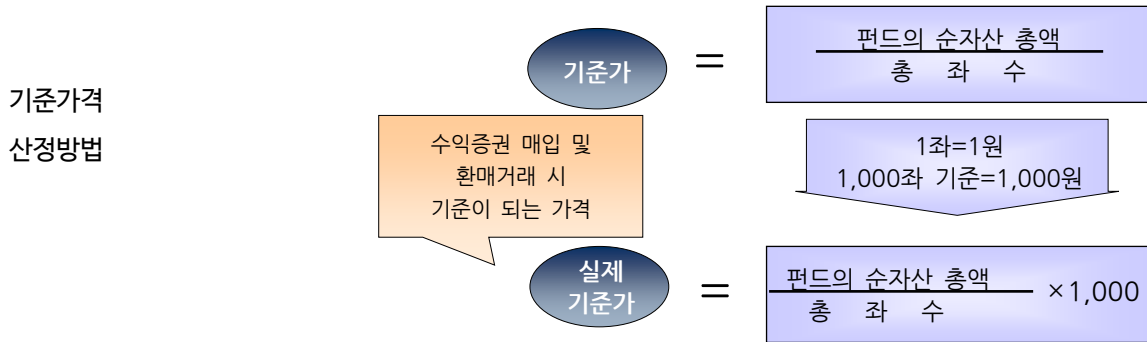 기준가격
산정방법
기준가
=
펀드의 순자산 총액
총 좌 수
수익증권 매입 및
환매거래 시
기준이 되는 가격
1좌=1원
1,000좌 기준=1,000원
실제
기준가
=
펀드의 순자산 총액
총 좌 수
×1,000